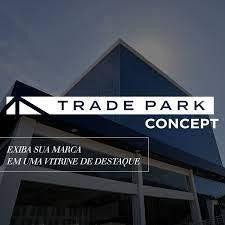 TRADE PARK
CONCEPT
EXIBA SUA MARCA
EM UMA VITRINE DE DESTAQUE